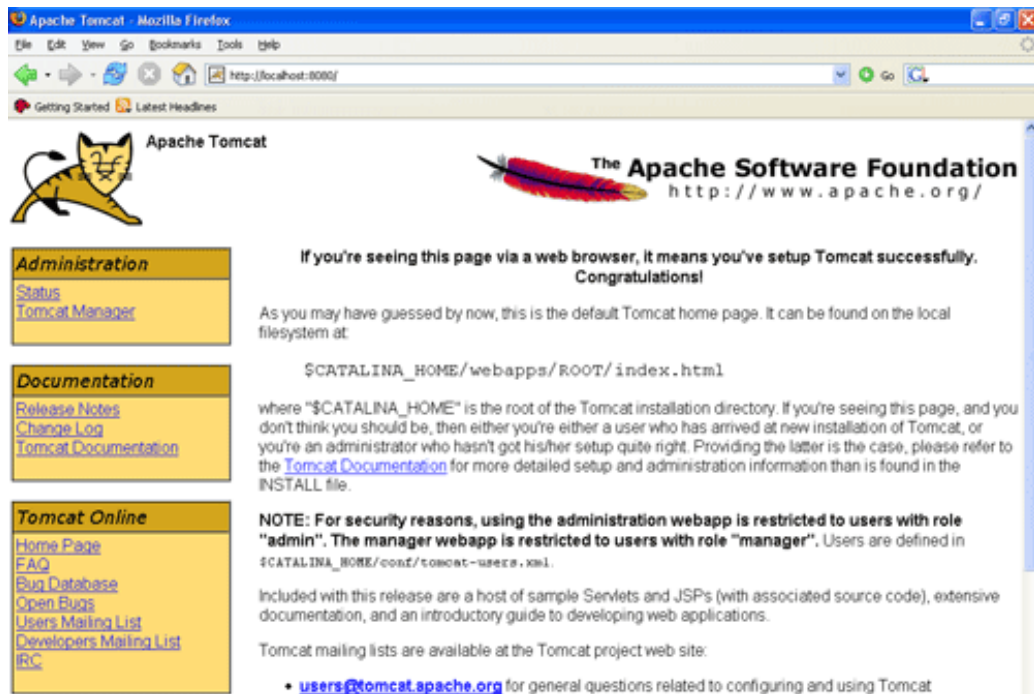 Apache Tomcat - Mozilla Firefox
File Edit View Go Bookmarks Tools Help
http://localhost:8080/
Go
Getting Started Latest Headlines
Apache Tomcat
The Apache Software Foundation
http://www.apache.org/
Administration
Status
Tomcat Manager
Documentation
Release Notes
Change Log
Tomcat Documentation
Tomcat Online
Home Page
FAQ
Bug Database
Open Bugs
Users Mailing List
Developers Mailing List
IRC
If you're seeing this page via a web browser, it means you've setup Tomcat successfully.
Congratulations!
As you may have guessed by now, this is the default Tomcat home page. It can be found on the local
filesystem at:
$CATALINA_HOME/webapps/ROOT/index.html
where "$CATALINA_HOME" is the root of the Tomcat installation directory. If you're seeing this page, and you
don't think you should be, then either you're either a user who has arrived at new installation of Tomcat, or
you're an administrator who hasn't got his/her setup quite right. Providing the latter is the case, please refer to
the Tomcat Documentation for more detailed setup and administration information than is found in the
INSTALL file.
NOTE: For security reasons, using the administration webapp is restricted to users with role
"admin". The manager webapp is restricted to users with role "manager". Users are defined in
$CATALINA_HOME/conf/tomcat-users.xml.
Included with this release are a host of sample Servlets and JSPs (with associated source code), extensive
documentation, and an introductory guide to developing web applications.
Tomcat mailing lists are available at the Tomcat project web site:
• users@tomcat.apache.org for general questions related to configuring and using Tomcat